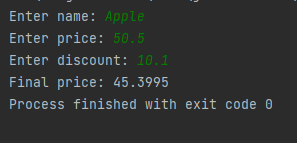 Enter name: Apple
Enter price: 50.5
Enter discount: 10.1
Final price: 45.3995
Process finished with exit code 0